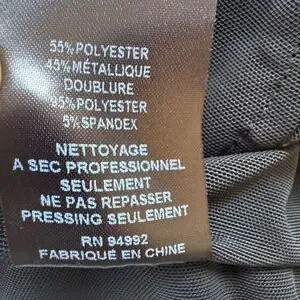 55% POLYESTER
45% MÉTALLIQUE
DOUBLURE
95% POLYESTER
5% SPANDEX
NETTOYAGE
A SEC PROFESSIONNEL
SEULEMENT
NE PAS REPASSER
PRESSING SEULEMENT
RN 94992
FABRIQUÉ EN CHINE